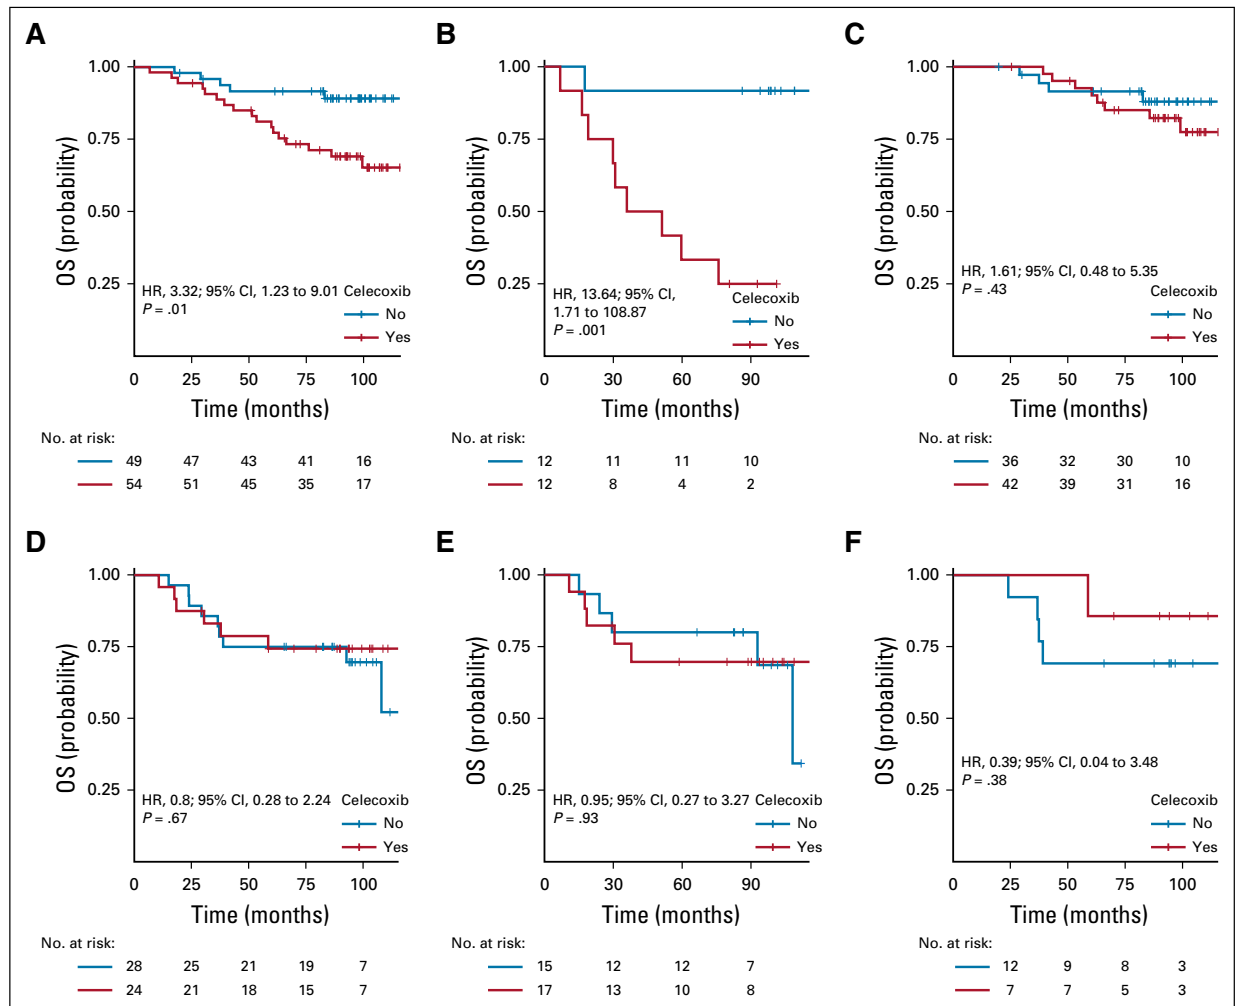 A
1.00
0.75
0.50
0.25
OS (probability)
HR, 3.32; 95% CI, 1.23 to 9.01
P = .01
Celecoxib
No
Yes
0 25 50 75 100
Time (months)
No. at risk:
49 47 43 41 16
54 51 45 35 17
B
1.00
0.75
0.50
0.25
OS (probability)
HR, 13.64; 95% CI,
1.71 to 108.87
P = .001
Celecoxib
No
Yes
0 30 60 90
Time (months)
No. at risk:
12 11 11 10
12 8 4 2
C
1.00
0.75
0.50
0.25
OS (probability)
HR, 1.61; 95% CI, 0.48 to 5.35
P = .43
Celecoxib
No
Yes
0 25 50 75 100
Time (months)
No. at risk:
36 32 30 10
42 39 31 16
D
1.00
0.75
0.50
0.25
OS (probability)
HR, 0.8; 95% CI, 0.28 to 2.24
P = .67
Celecoxib
No
Yes
0 25 50 75 100
Time (months)
No. at risk:
28 25 21 19 7
24 21 18 15 7
E
1.00
0.75
0.50
0.25
OS (probability)
HR, 0.95; 95% CI, 0.27 to 3.27
P = .93
Celecoxib
No
Yes
0 30 60 90
Time (months)
No. at risk:
15 12 12 7
17 13 10 8
F
1.00
0.75
0.50
0.25
OS (probability)
HR, 0.39; 95% CI, 0.04 to 3.48
P = .38
Celecoxib
No
Yes
0 25 50 75 100
Time (months)
No. at risk:
12 9 8 3
7 7 5 3